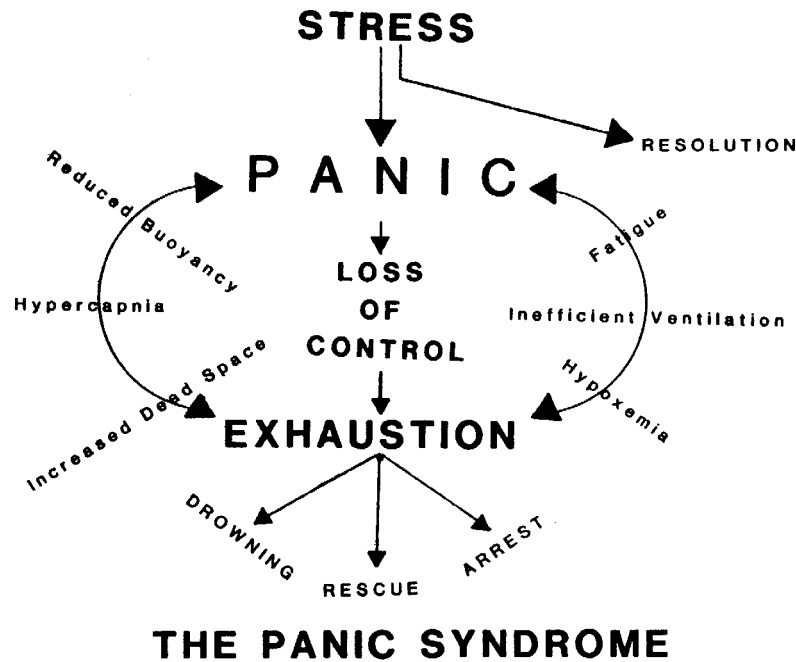 STRESS
RESOLUTION
PANIC
Reduced Buoyancy
Fatigue
LOSS
OF
CONTROL
Hypercapnia
Inefficient Ventilation
Increased Dead Space
Hypoxemia
EXHAUSTION
DROWNING
RESCUE
ARREST
THE PANIC SYNDROME